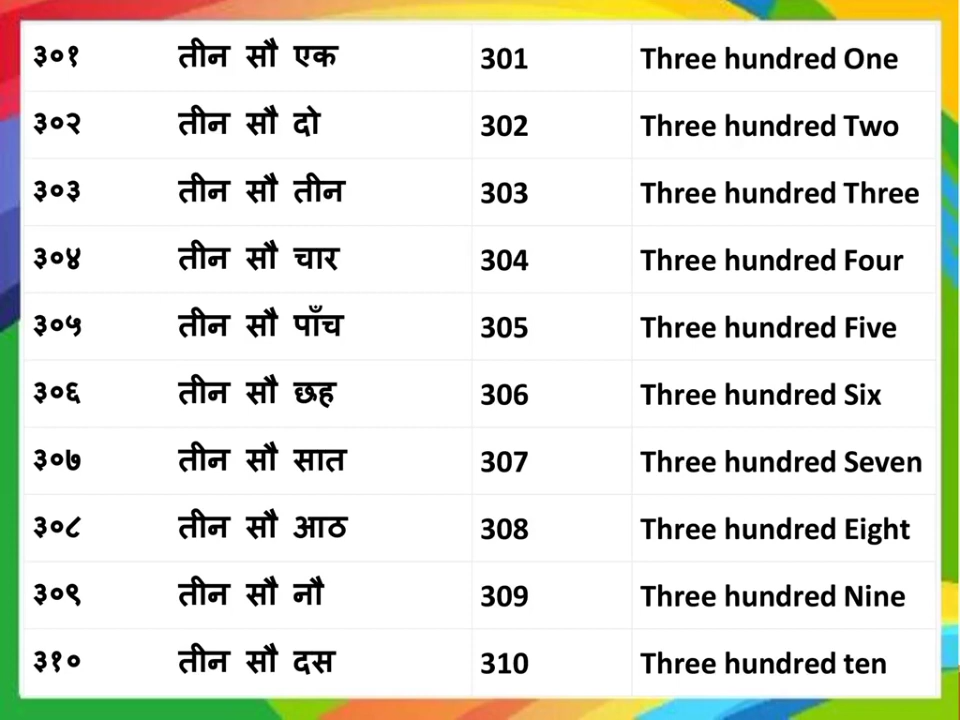 ३०१ तीन सौ एक 301 Three hundred One
३०२ तीन सौ दो 302 Three hundred Two
३०३ तीन सौ तीन 303 Three hundred Three
३०४ तीन सौ चार 304 Three hundred Four
३०५ तीन सौ पाँच 305 Three hundred Five
३०६ तीन सौ छह 306 Three hundred Six
३०७ तीन सौ सात 307 Three hundred Seven
३०८ तीन सौ आठ 308 Three hundred Eight
३०९ तीन सौ नौ 309 Three hundred Nine
३१० तीन सौ दस 310 Three hundred ten